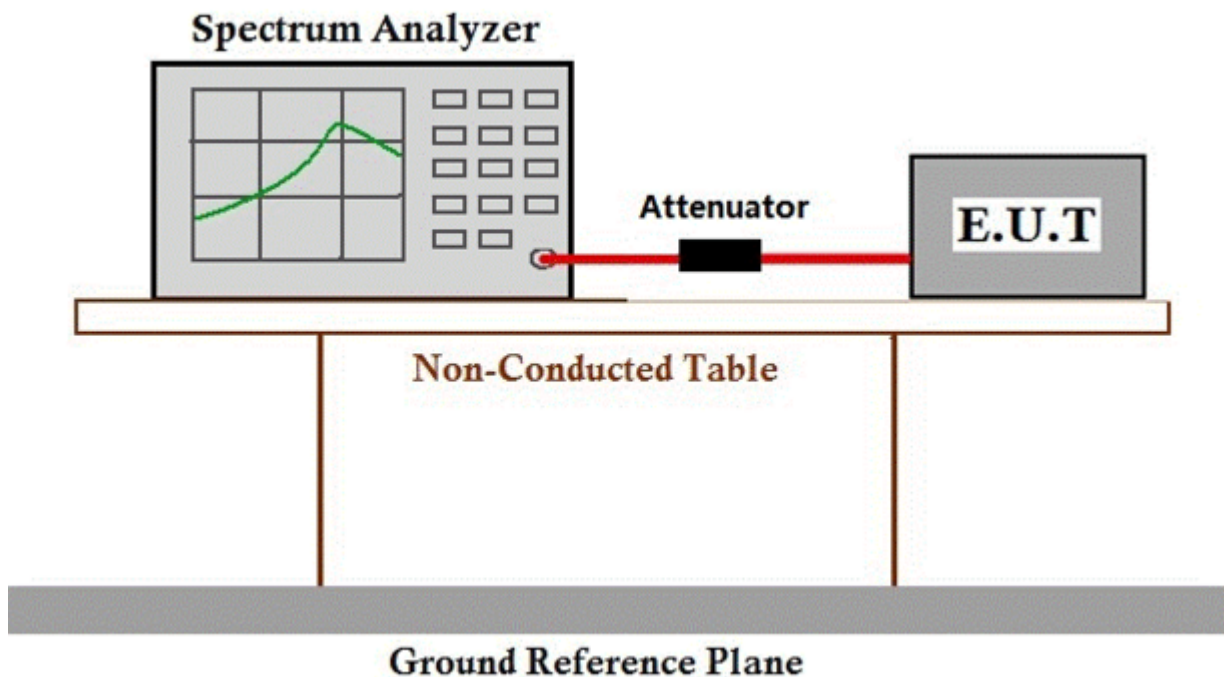 Spectrum Analyzer
Attenuator
E.U.T
Non-Conducted Table
Ground Reference Plane